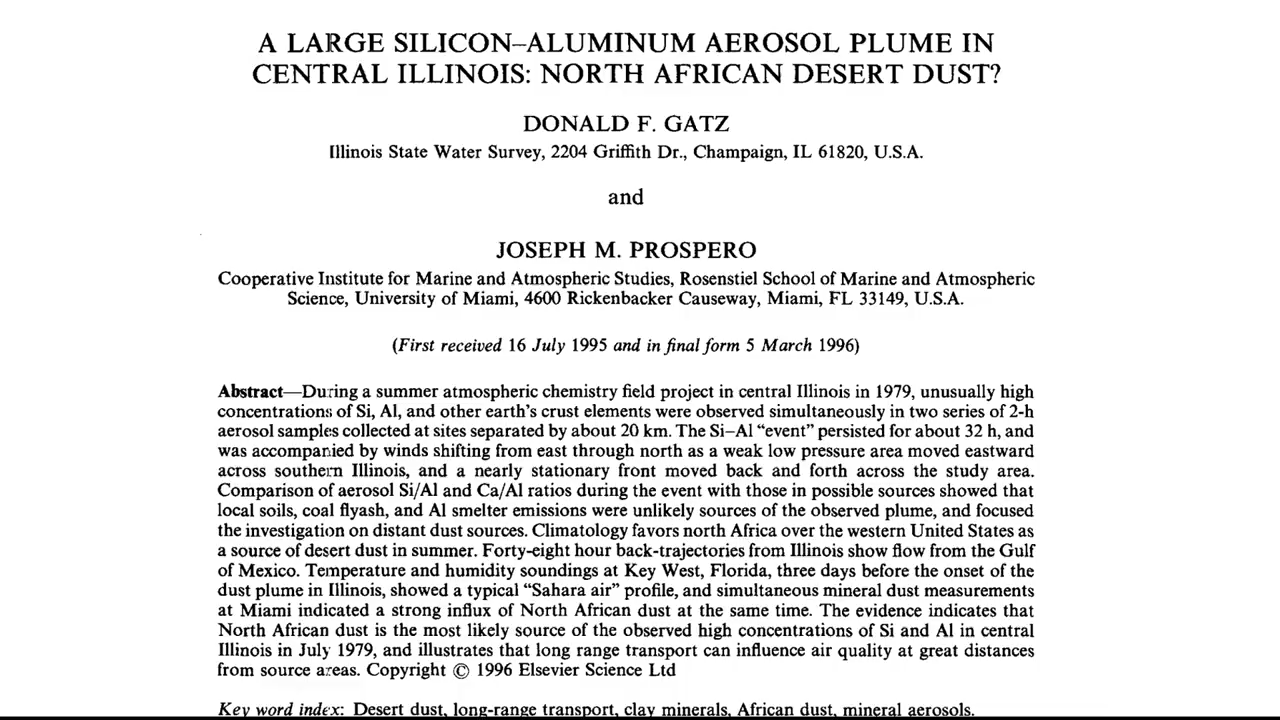 A LARGE SILICON–ALUMINUM AEROSOL PLUME IN
CENTRAL ILLINOIS: NORTH AFRICAN DESERT DUST?
DONALD F. GATZ
Illinois State Water Survey, 2204 Griffith Dr., Champaign, IL 61820, U.S.A.
and
JOSEPH M. PROSPERO
Cooperative Institute for Marine and Atmospheric Studies, Rosenstiel School of Marine and Atmospheric
Science, University of Miami, 4600 Rickenbacker Causeway, Miami, FL 33149, U.S.A.
(First received 16 July 1995 and in final form 5 March 1996)
Abstract—During a summer atmospheric chemistry field project in central Illinois in 1979, unusually high
concentrations of Si, Al, and other earth's crust elements were observed simultaneously in two series of 2-h
aerosol samples collected at sites separated by about 20 km. The Si–Al “event” persisted for about 32 h, and
was accompanied by winds shifting from east through north as a weak low pressure area moved eastward
across southern Illinois, and a nearly stationary front moved back and forth across the study area.
Comparison of aerosol Si/Al and Ca/Al ratios during the event with those in possible sources showed that
local soils, coal flyash, and Al smelter emissions were unlikely sources of the observed plume, and focused
the investigation on distant dust sources. Climatology favors north Africa over the western United States as
a source of desert dust in summer. Forty-eight hour back-trajectories from Illinois show flow from the Gulf
of Mexico. Temperature and humidity soundings at Key West, Florida, three days before the onset of the
dust plume in Illinois, showed a typical “Sahara air” profile, and simultaneous mineral dust measurements
at Miami indicated a strong influx of North African dust at the same time. The evidence indicates that
North African dust is the most likely source of the observed high concentrations of Si and Al in central
Illinois in July 1979, and illustrates that long range transport can influence air quality at great distances
from source areas. Copyright © 1996 Elsevier Science Ltd
Key word index: Desert dust, long-range transport, clay minerals, African dust, mineral aerosols.